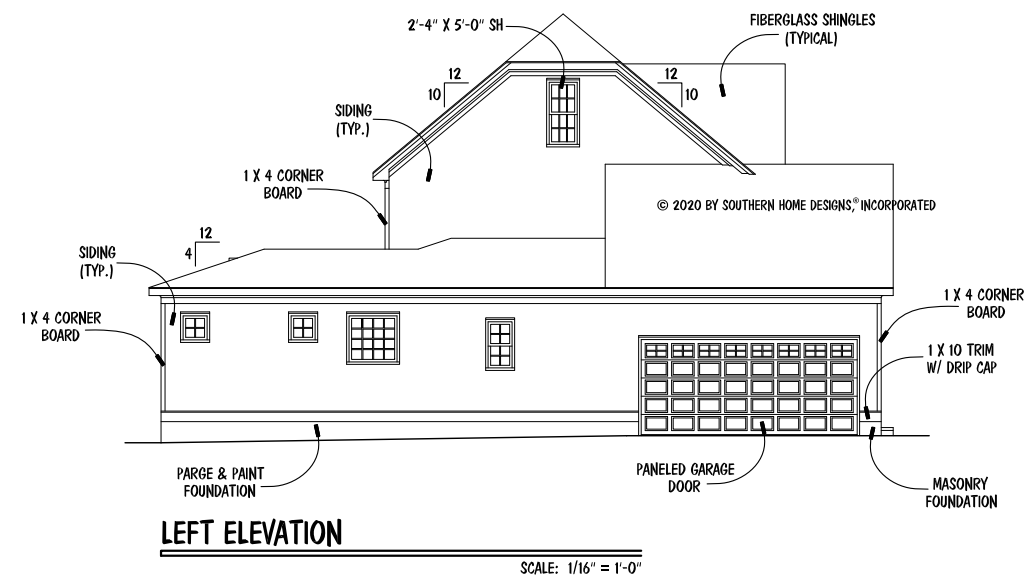 2'-4" X 5'-0" SH
FIBERGLASS SHINGLES
(TYPICAL)
12
10
12
10
SIDING
(TYP.)
1 X 4 CORNER
BOARD
© 2020 BY SOUTHERN HOME DESIGNS,® INCORPORATED
12
4
SIDING
(TYP.)
1 X 4 CORNER
BOARD
1 X 4 CORNER
BOARD
1 X 10 TRIM
W/ DRIP CAP
PARGE & PAINT
FOUNDATION
PANELED GARAGE
DOOR
MASONRY
FOUNDATION
LEFT ELEVATION
SCALE: 1/16" = 1'-0"